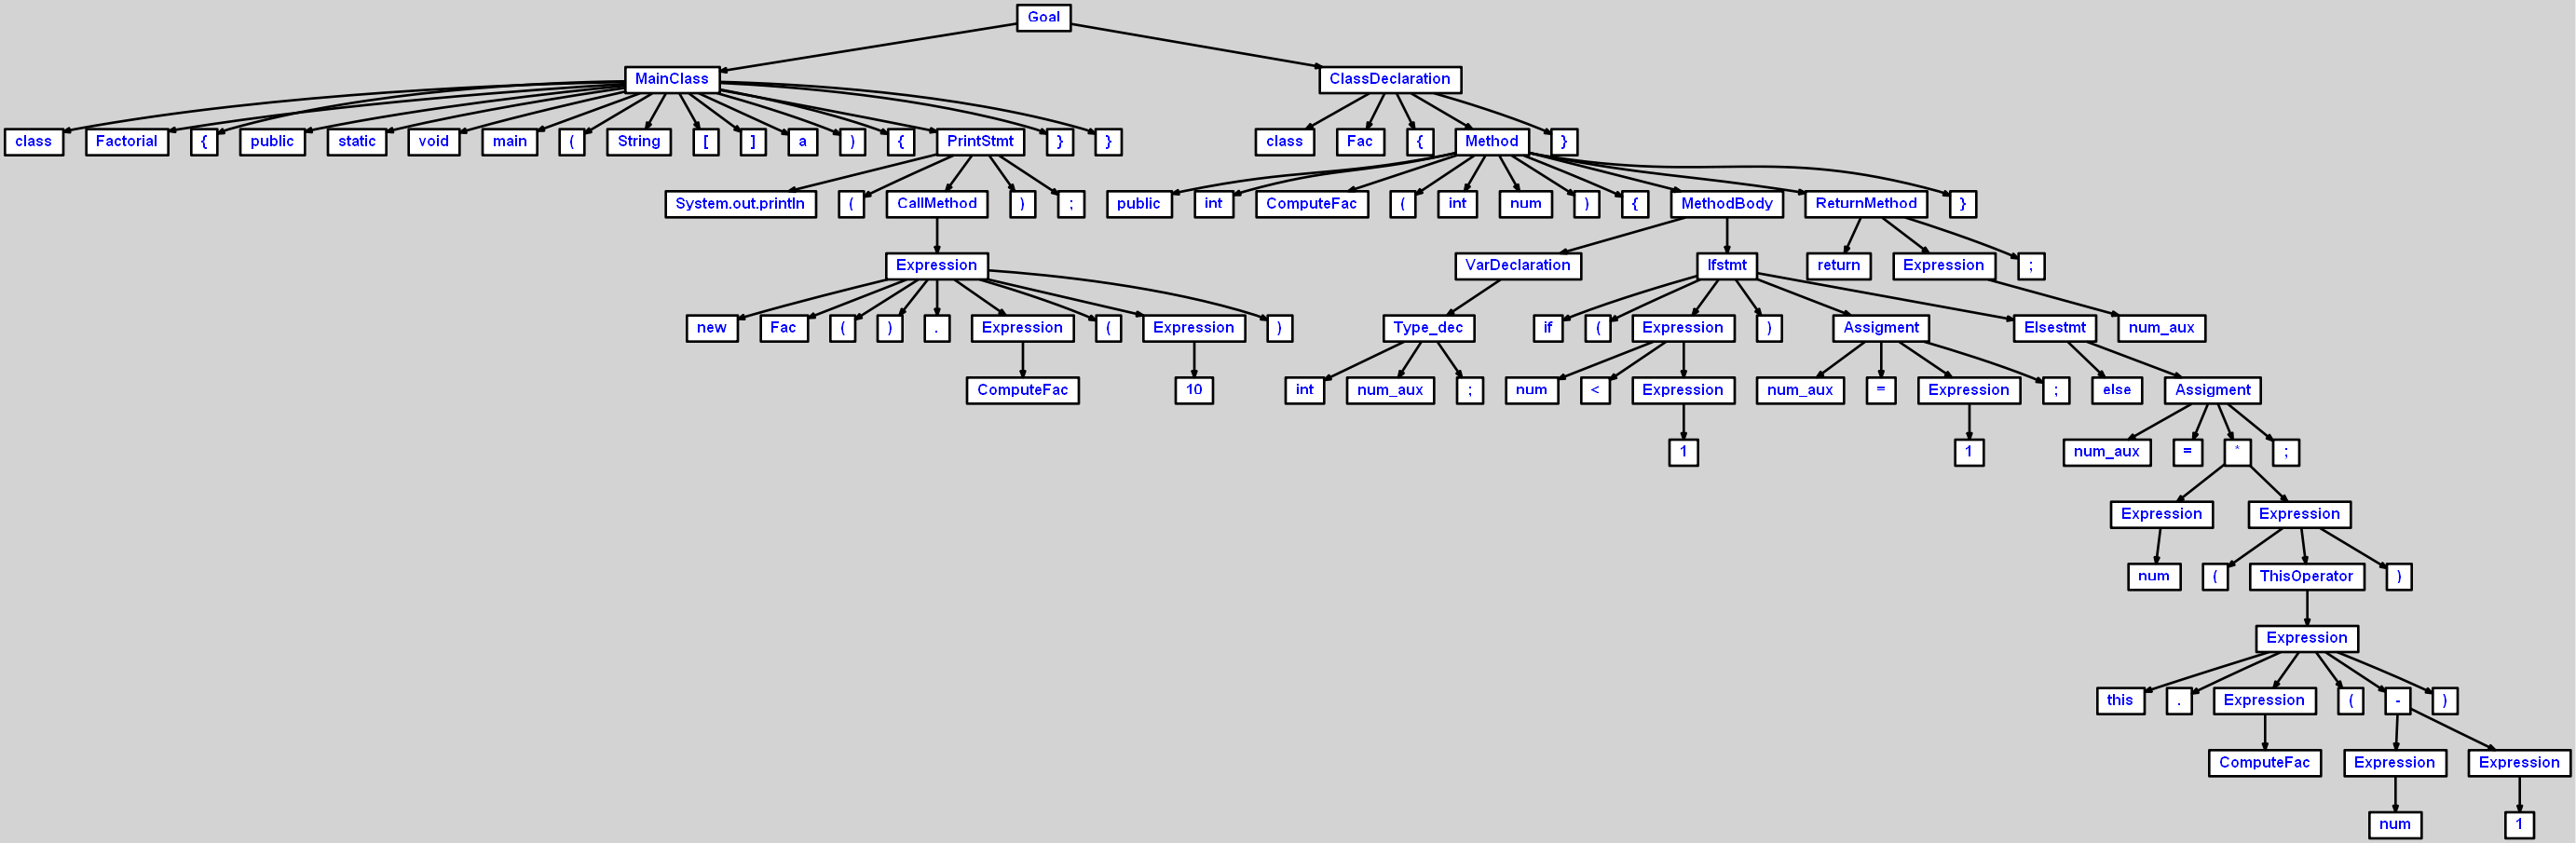 Goal
MainClass ClassDeclaration
class Factorial { public static void main ( String [ ] a ) { PrintStmt } } class Fac { Method }
System.out.println ( CallMethod ) ; public int ComputeFac ( int num ) { MethodBody ReturnMethod }
Expression VarDeclaration Ifstmt return Expression ;
new Fac ( ) . Expression ( Expression ) Type_dec if ( Expression ) Assigment Elsestmt num_aux
ComputeFac 10 int num_aux ; num < Expression num_aux = Expression ; else Assigment
1 1 num_aux = * ;
Expression Expression
num ( ThisOperator )
Expression
this . Expression ( - )
ComputeFac Expression Expression
num 1